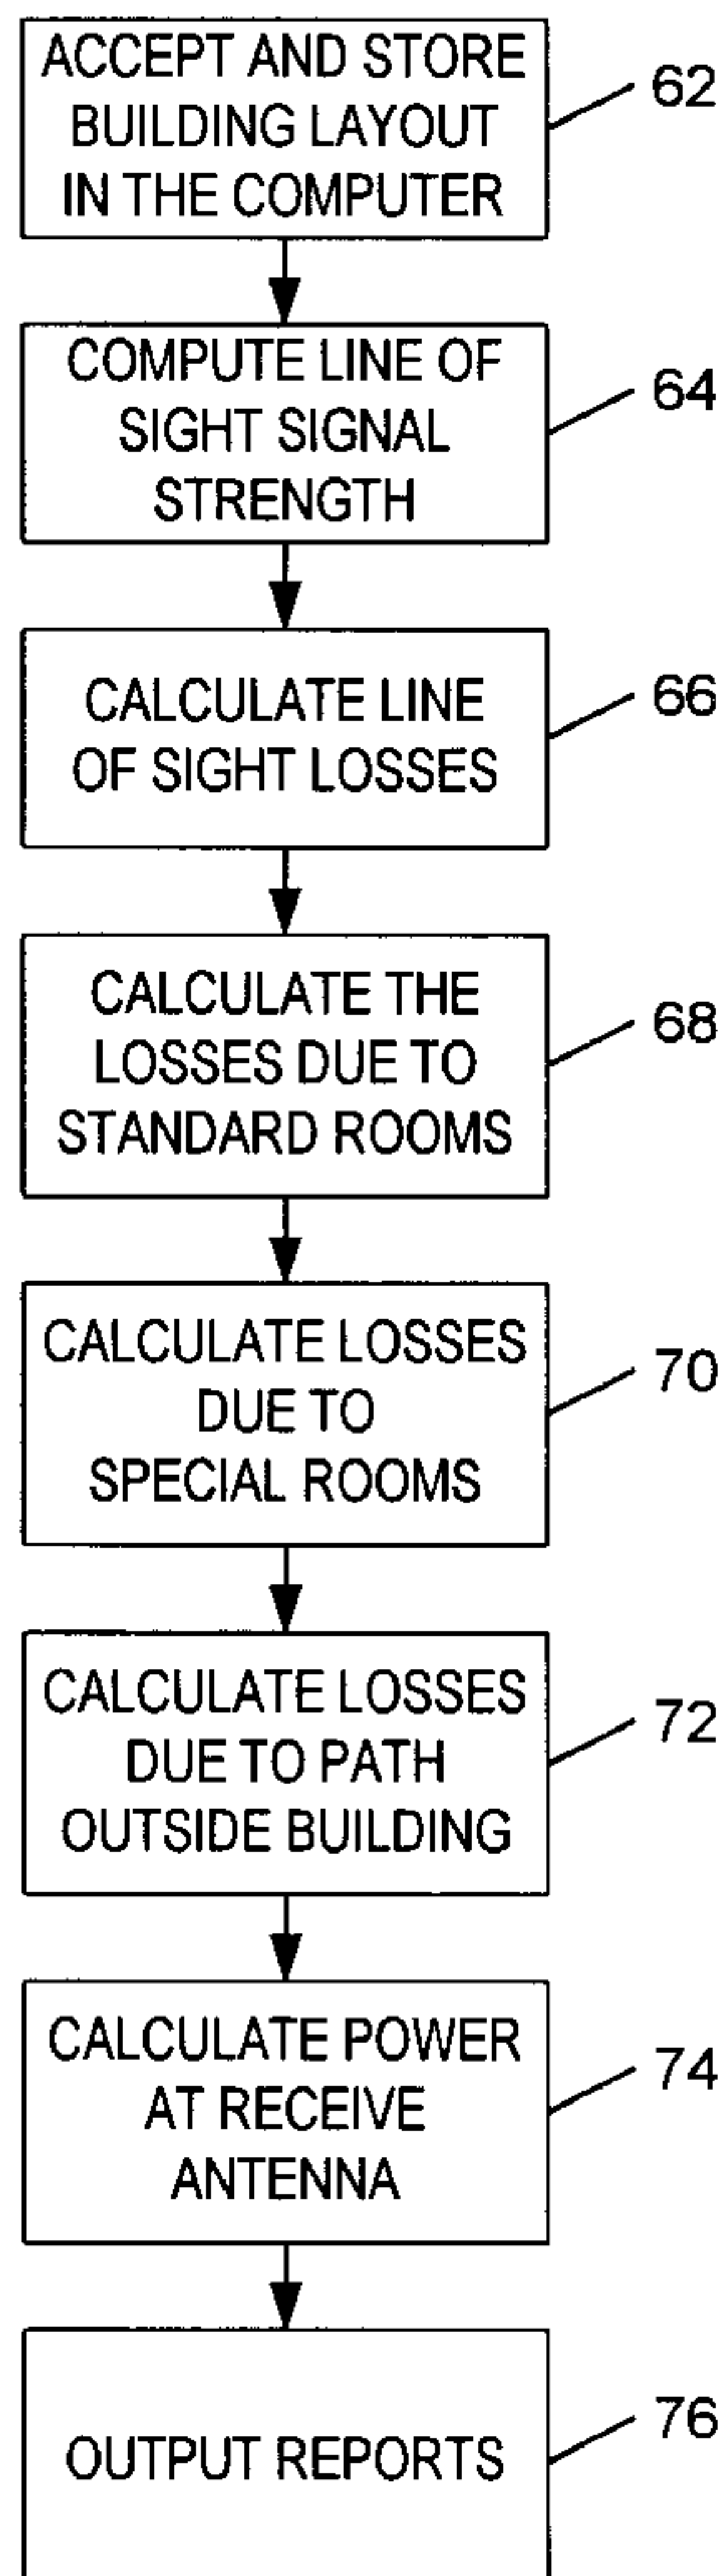 ACCEPT AND STORE
BUILDING LAYOUT
IN THE COMPUTER
62
COMPUTE LINE OF
SIGHT SIGNAL
STRENGTH
64
CALCULATE LINE
OF SIGHT LOSSES
66
CALCULATE THE
LOSSES DUE TO
STANDARD ROOMS
68
CALCULATE LOSSES
DUE TO
SPECIAL ROOMS
70
CALCULATE LOSSES
DUE TO PATH
OUTSIDE BUILDING
72
CALCULATE POWER
AT RECEIVE
ANTENNA
74
OUTPUT REPORTS
76